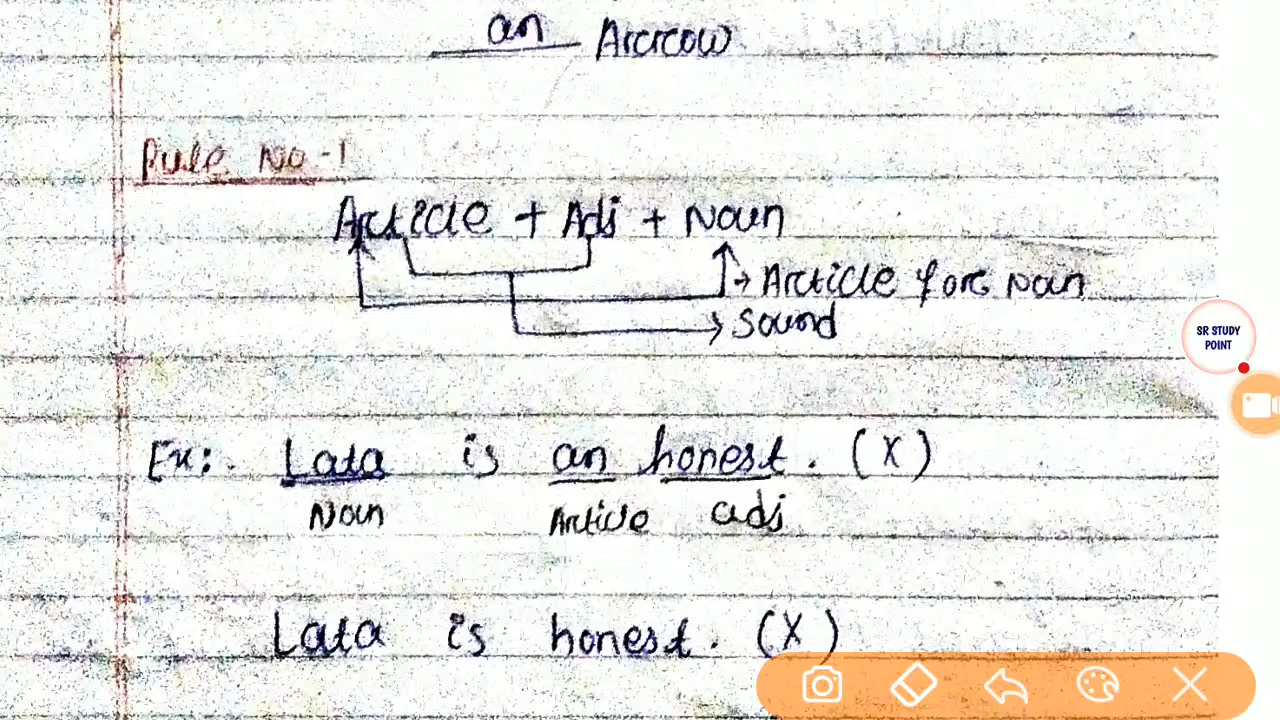 an Arrow
Rule No-1
Article + Adj + Noun
→ Article for Noun
→ Sound
SR STUDY
POINT
Ex:. Lata is an honest. (X)
Noun Article adj
Lata is honest. (X)